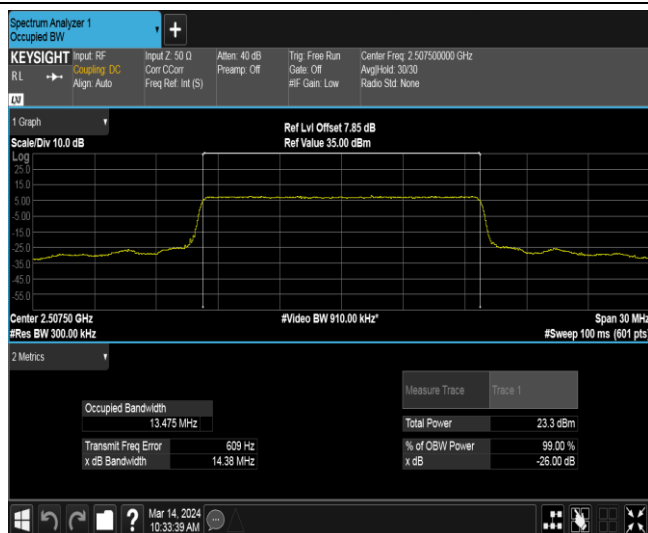 Spectrum Analyzer 1
Occupied BW
+
KEYSIGHT
RL
Input: RF
Coupling: DC
Align: Auto
Input Z: 50 Ω
Corr CCorr
Freq Ref: Int (S)
Atten: 40 dB
Preamp: Off
Trig: Free Run
Gate: Off
#IF Gain: Low
Center Freq: 2.507500000 GHz
Avg|Hold: 30/30
Radio Std: None
LXI
1 Graph
Scale/Div 10.0 dB
Ref Lvl Offset 7.85 dB
Ref Value 35.00 dBm
Log
25.0
15.0
5.00
-5.00
-15.0
-25.0
-35.0
-45.0
-55.0
Center 2.50750 GHz
#Video BW 910.00 kHz*
Span 30 MHz
#Res BW 300.00 kHz
#Sweep 100 ms (601 pts)
2 Metrics
Measure Trace Trace 1
Occupied Bandwidth
13.475 MHz
Total Power 23.3 dBm
Transmit Freq Error 609 Hz
% of OBW Power 99.00 %
x dB Bandwidth 14.38 MHz
x dB -26.00 dB
?
Mar 14, 2024
10:33:39 AM